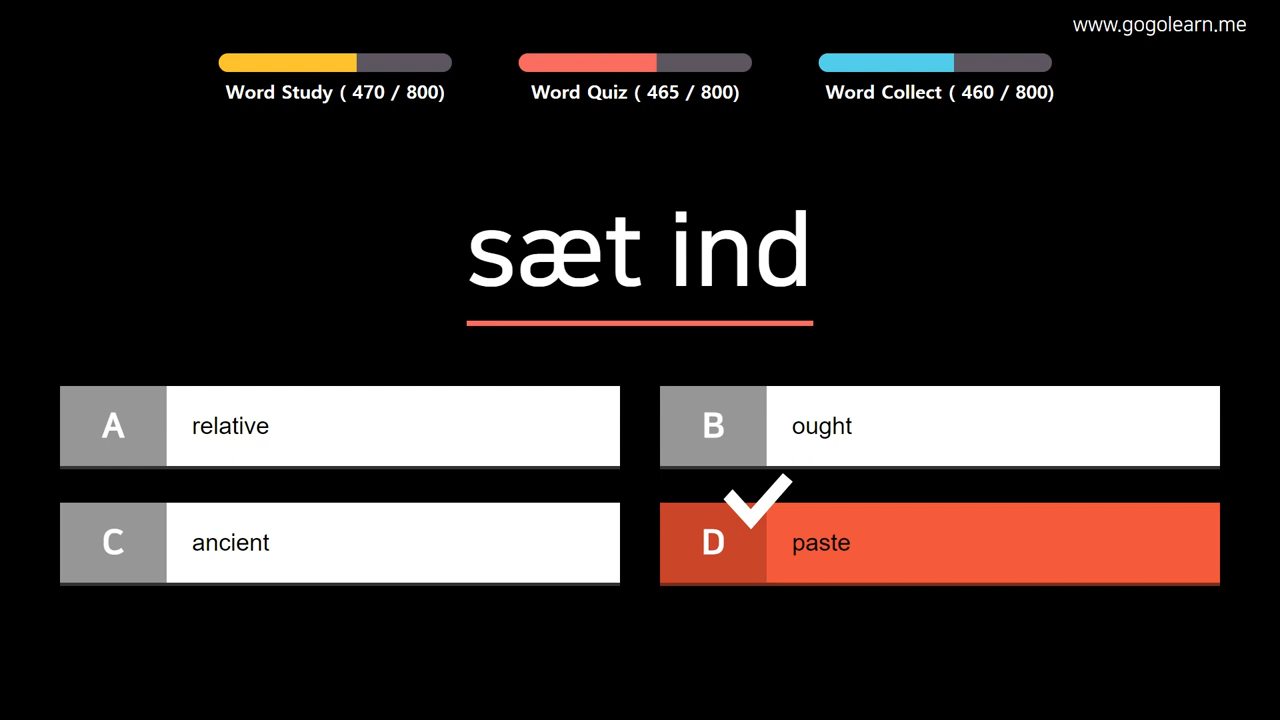 www.gogolearn.me
Word Study ( 470 / 800)
Word Quiz ( 465 / 800)
Word Collect ( 460 / 800)
sæt ind
A relative
B ought
C ancient
D paste